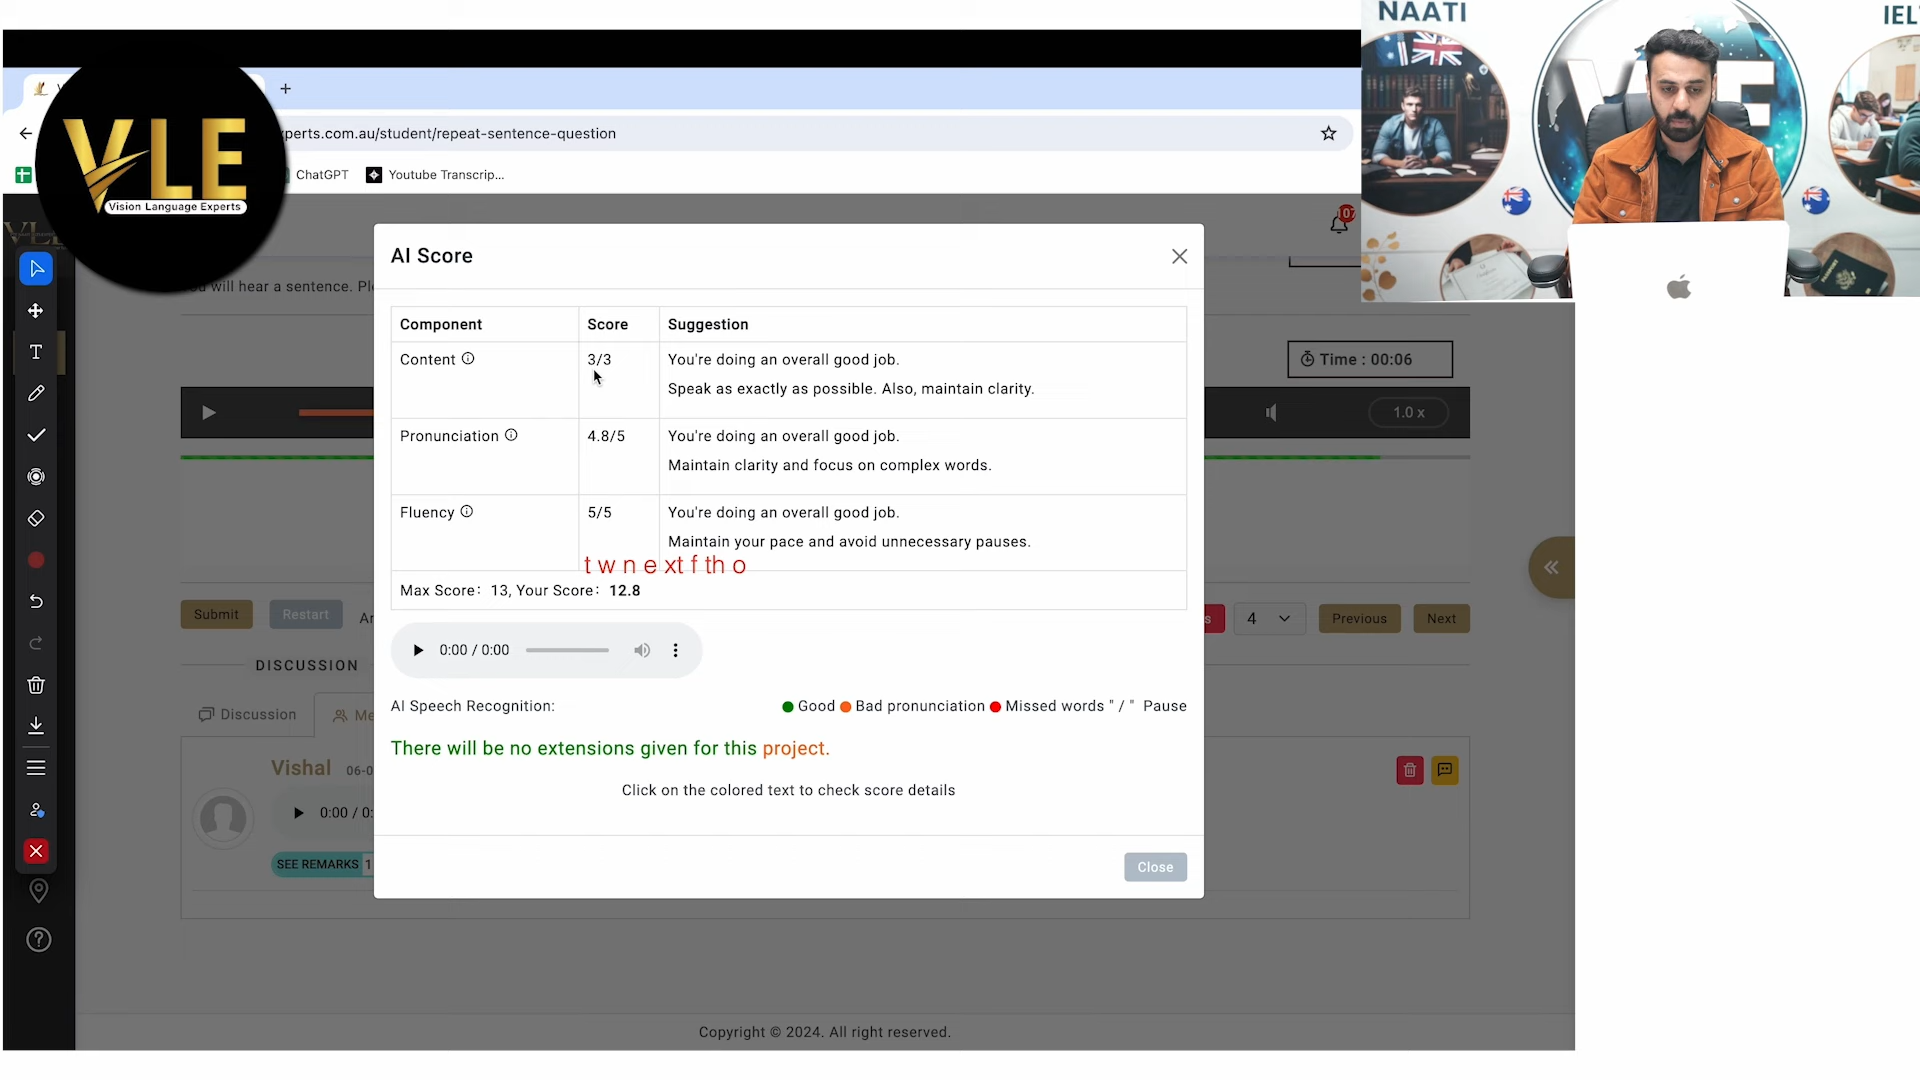 NAATI
IEL
VLE
Vision Language Experts
perts.com.au/student/repeat-sentence-question
ChatGPT
Youtube Transcrip...
107
will hear a sentence.
AI Score
Component Score Suggestion
Content 3/3 You're doing an overall good job.
Speak as exactly as possible. Also, maintain clarity.
Pronunciation 4.8/5 You're doing an overall good job.
Maintain clarity and focus on complex words.
Fluency 5/5 You're doing an overall good job.
Maintain your pace and avoid unnecessary pauses.
t w n e xt f th o
Max Score: 13, Your Score: 12.8
0:00 / 0:00
AI Speech Recognition: Good Bad pronunciation Missed words " / " Pause
There will be no extensions given for this project.
Click on the colored text to check score details
Close
Time : 00:06
1.0 x
Submit Restart
s 4 Previous Next
DISCUSSION
Discussion Me
Vishal 06-0
0:00 / 0:
SEE REMARKS 1
Copyright © 2024. All right reserved.